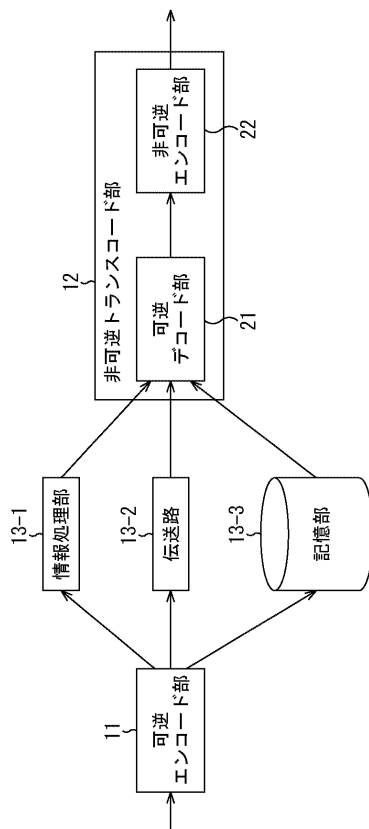 11
可逆
エンコード部
13-1
情報処理部
13-2
伝送路
13-3
記憶部
12
非可逆トランスコード部
可逆
デコード部
21
非可逆
エンコード部
22